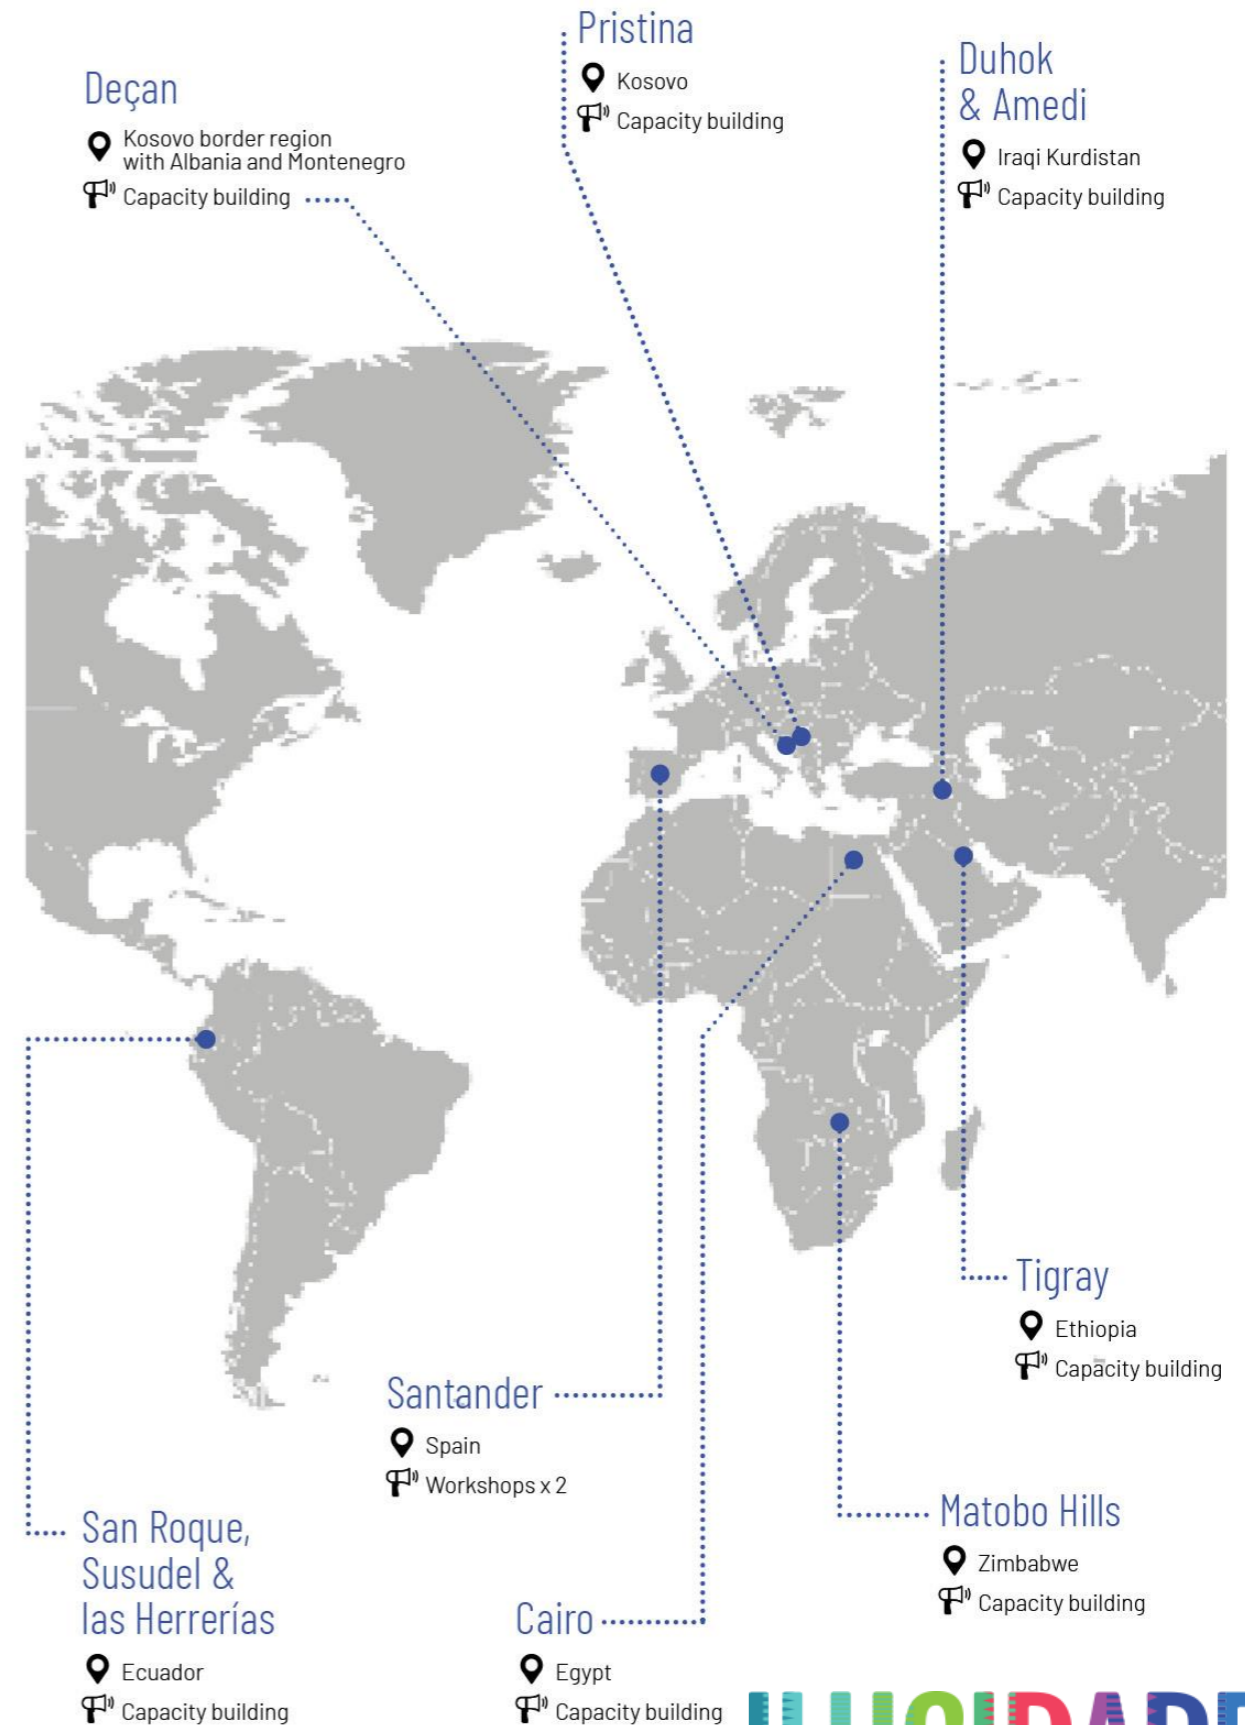 Pristina
Kosovo
Capacity building
Duhok
& Amedi
Iraqi Kurdistan
Capacity building
Deçan
Kosovo border region
with Albania and Montenegro
Capacity building
Tigray
Ethiopia
Capacity building
Santander
Spain
Workshops x 2
Matobo Hills
Zimbabwe
Capacity building
San Roque,
Susudel &
las Herrerías
Ecuador
Capacity building
Cairo
Egypt
Capacity building